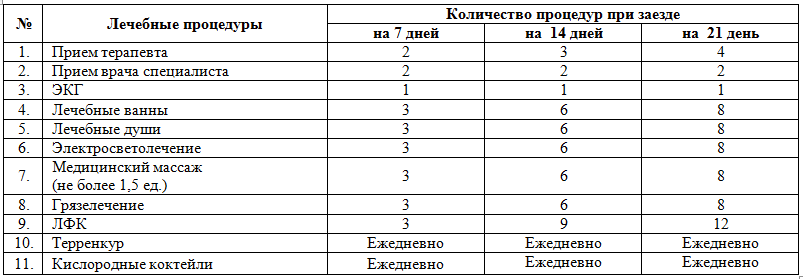 № Лечебные процедуры Количество процедур при заезде
на 7 дней на 14 дней на 21 день
1. Прием терапевта 2 3 4
2. Прием врача специалиста 2 2 2
3. ЭКГ 1 1 1
4. Лечебные ванны 3 6 8
5. Лечебные души 3 6 8
6. Электросветолечение 3 6 8
7. Медицинский массаж
(не более 1,5 ед.) 3 6 8
8. Грязелечение 3 6 8
9. ЛФК 3 9 12
10. Терренкур Ежедневно Ежедневно Ежедневно
11. Кислородные коктейли Ежедневно Ежедневно Ежедневно